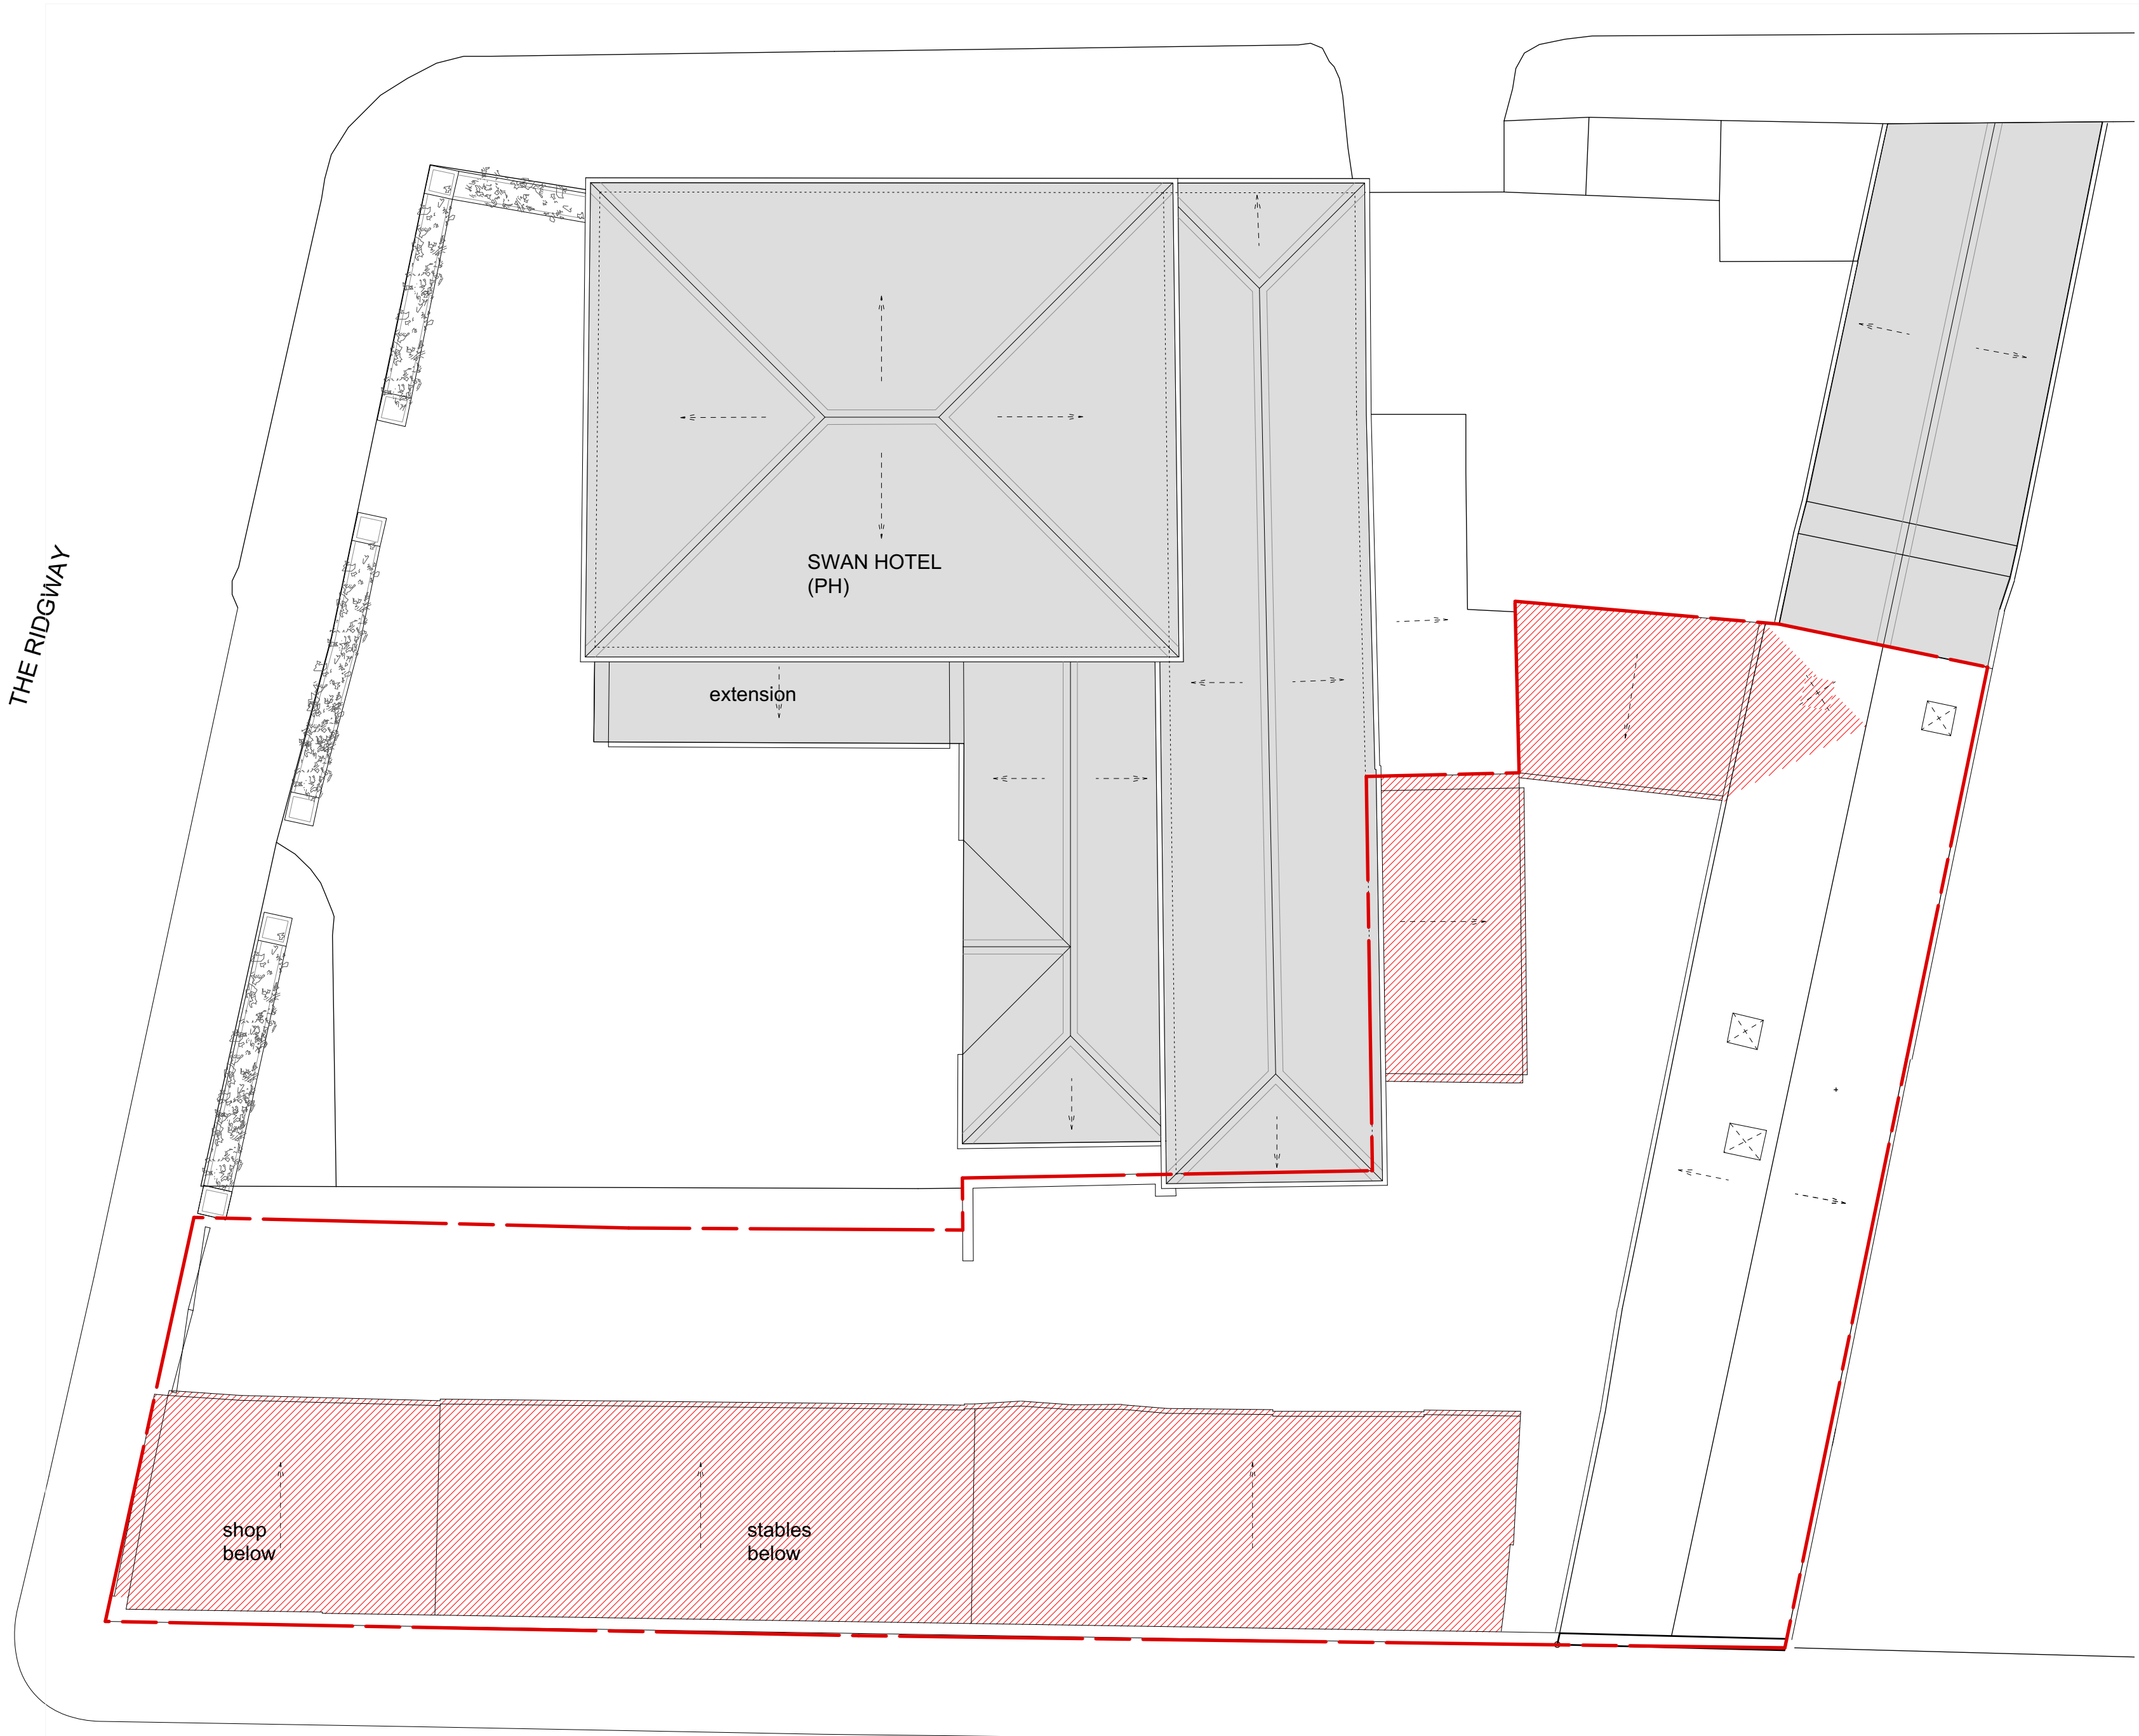 THE RIDGWAY
SWAN HOTEL
(PH)
extension
shop
below
stables
below